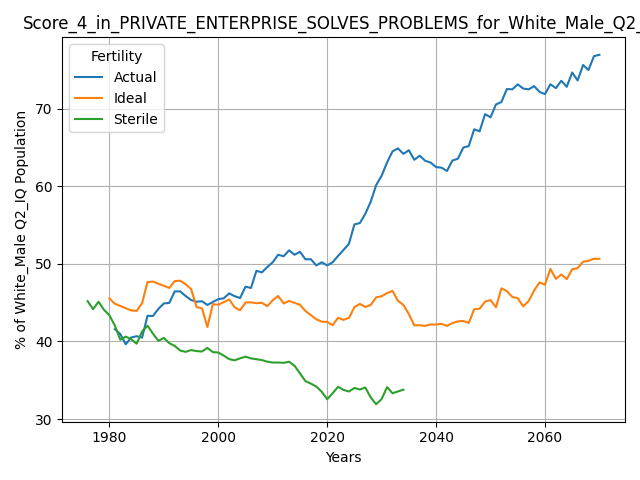 Score_4_in_PRIVATE_ENTERPRISE_SOLVES_PROBLEMS_for_White_Male_Q2_
Fertility
Actual
Ideal
Sterile
% of White_Male Q2_IQ Population
70
60
50
40
30
1980 2000 2020 2040 2060
Years